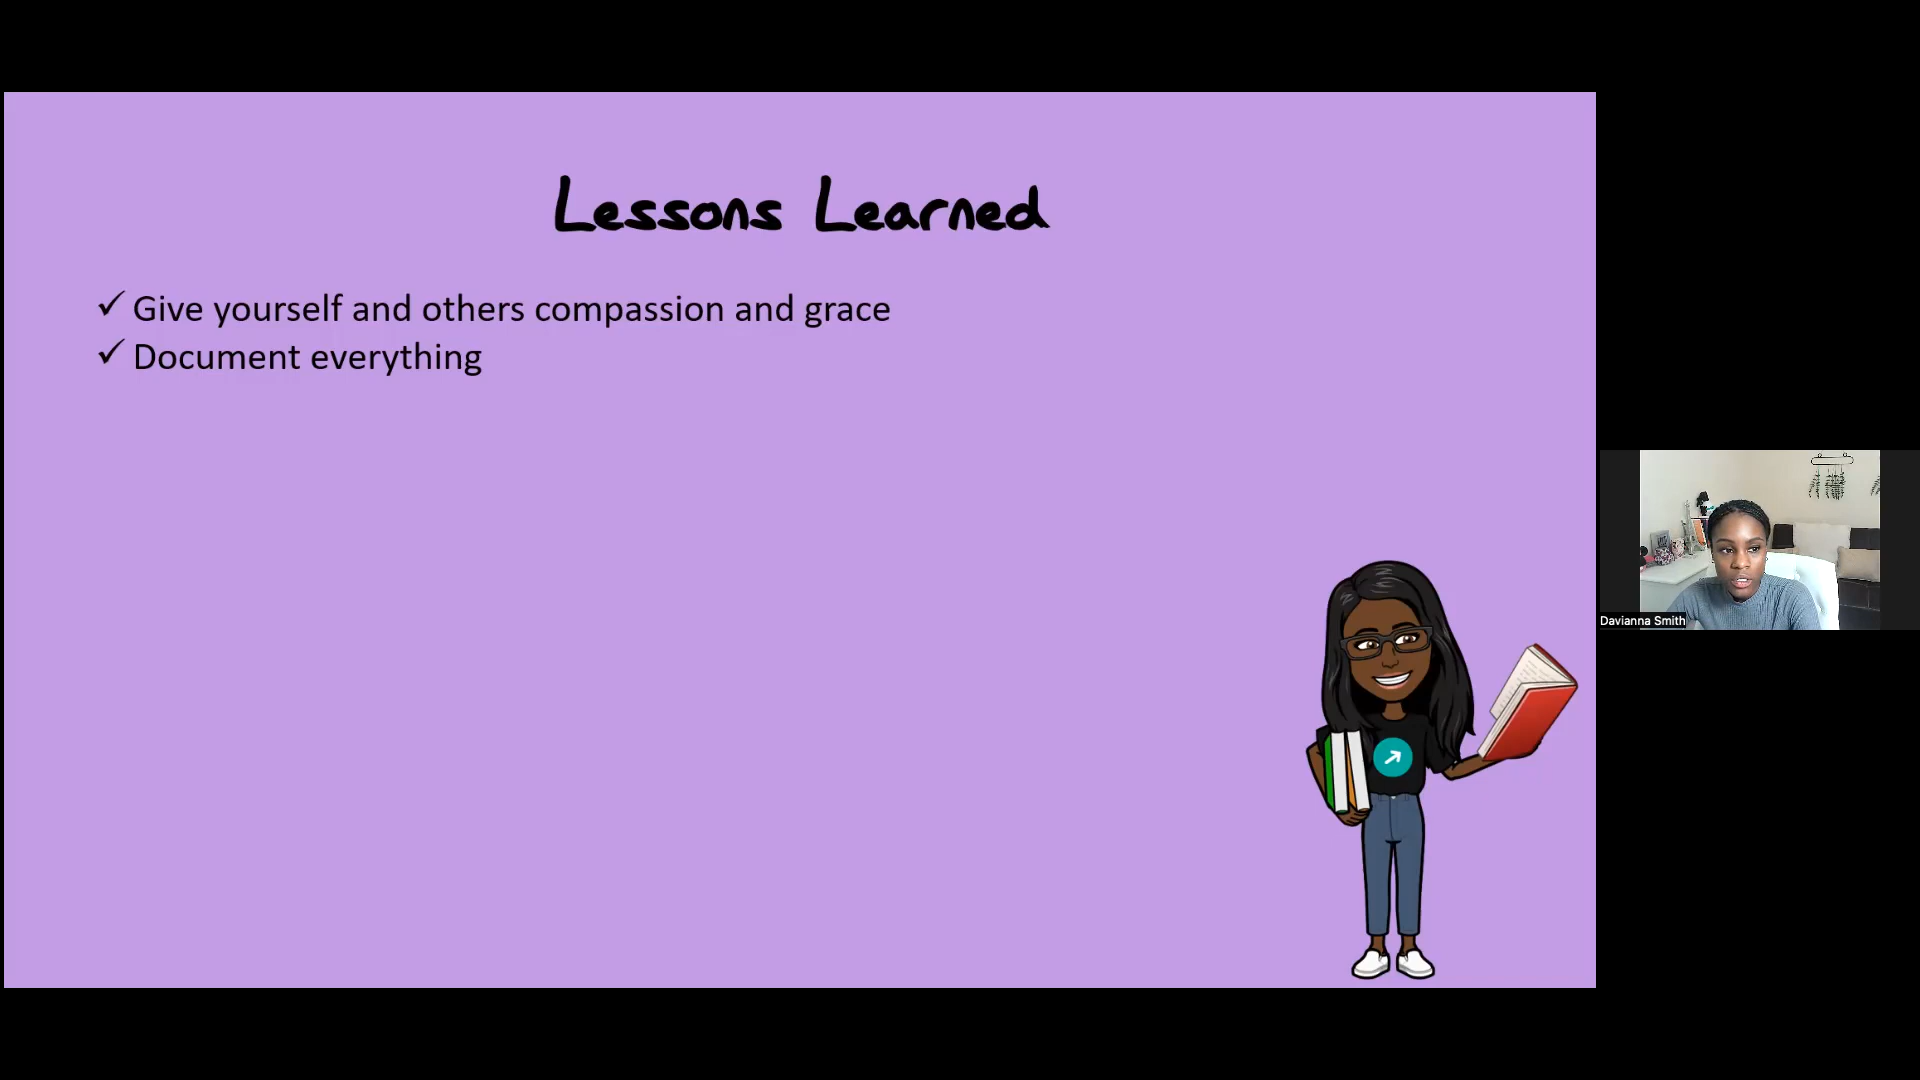 Lessons Learned
✓ Give yourself and others compassion and grace
✓ Document everything
Davianna Smith